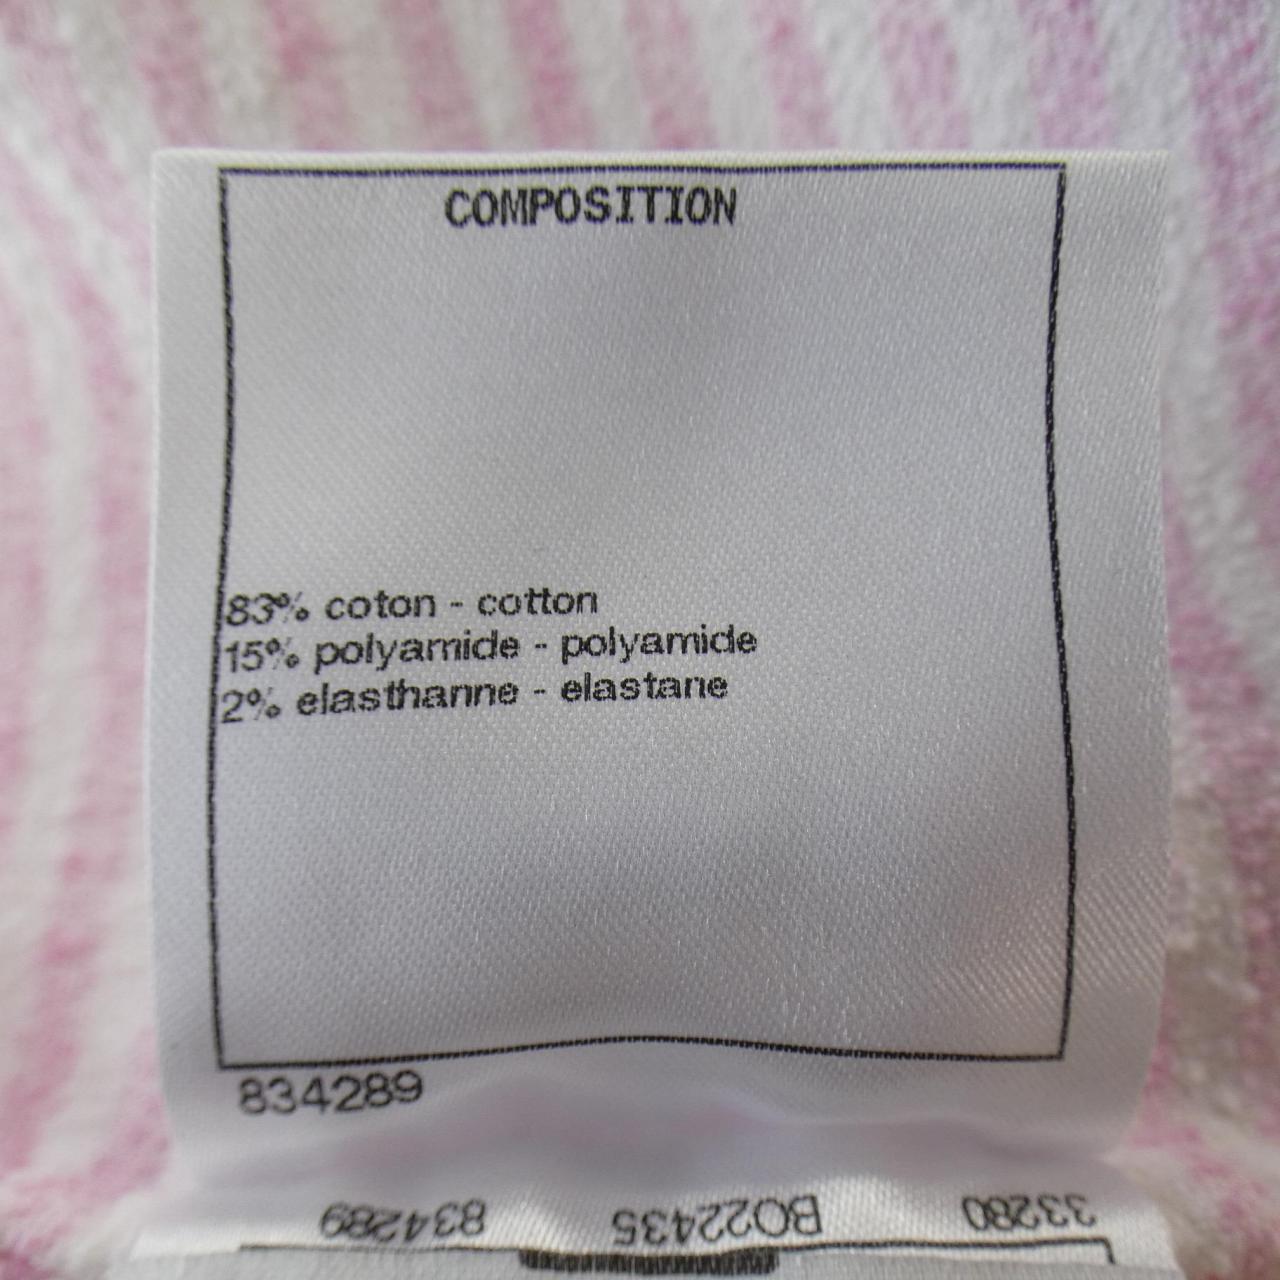 COMPOSITION
83% coton - cotton
15% polyamide - polyamide
2% elasthanne - elastane
834289
33280 BO22435 834289